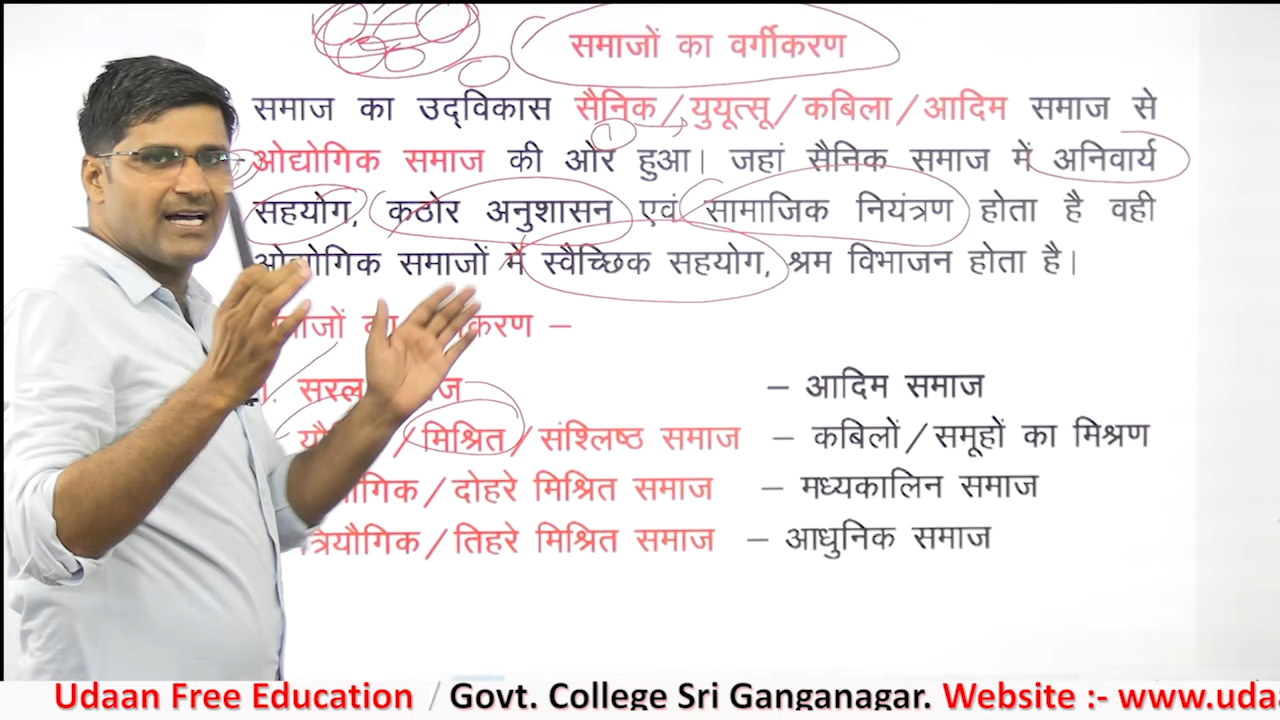 समाजों का वर्गीकरण
समाज का उद्विकास सैनिक/युयूत्सू/कबिला/आदिम समाज से
ओद्योगिक समाज की ओर हुआ। जहां सैनिक समाज में अनिवार्य
सहयोग, कठोर अनुशासन एवं सामाजिक नियंत्रण होता है वही
ओद्योगिक समाजों में स्वैच्छिक सहयोग, श्रम विभाजन होता है।
– आदिम समाज
मिश्रित/संश्लिष्ठ समाज – कबिलों/समूहों का मिश्रण
/दोहरे मिश्रित समाज – मध्यकालिन समाज
त्रियौगिक/तिहरे मिश्रित समाज – आधुनिक समाज
Udaan Free Education / Govt. College Sri Ganganagar. Website :- www.uda